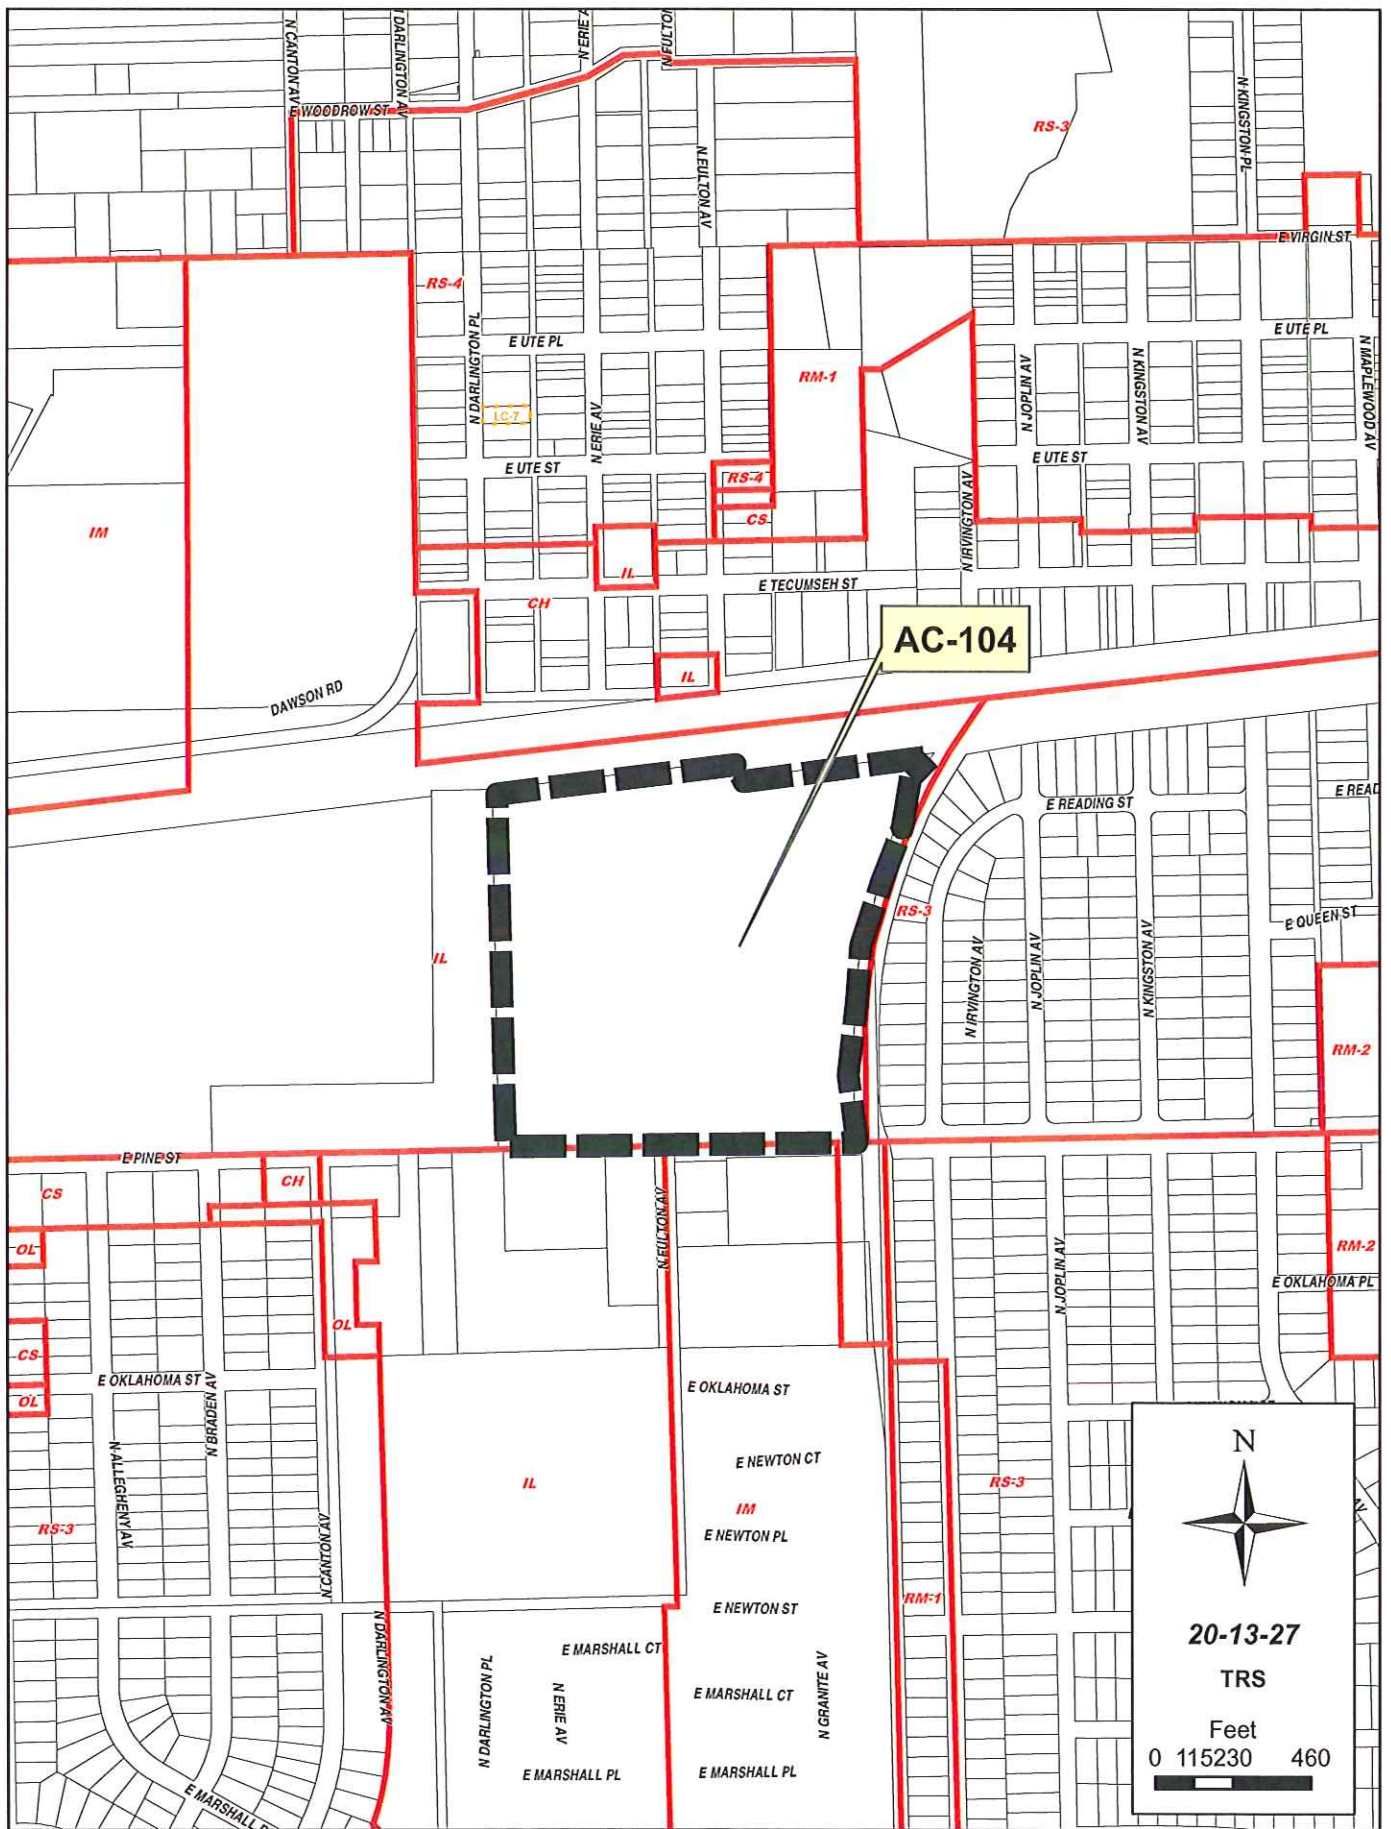 N CANTON AV
N DARLINGTON AV
N ERIE A
N FULTON
E WOODROW ST
RS-3
N KINGSTON PL
N FULTON AV
E VIRGIN ST
RS-4
N DARLINGTON PL
E UTE PL
E UTE PL
RM-1
N JOPLIN AV
N KINGSTON AV
N MAPLEWOOD AV
LC-7
N ERIE AV
E UTE ST
E UTE ST
RS-4
CS
N IRVINGTON AV
IM
IL
E TECUMSEH ST
CH
AC-104
IL
DAWSON RD
E READING ST
E READ
RS-3
E QUEEN ST
IL
N IRVINGTON AV
N JOPLIN AV
N KINGSTON AV
RM-2
E PINE ST
CS
CH
N FULTON AV
OL
N JOPLIN AV
RM-2
E OKLAHOMA PL
OL
CS
E OKLAHOMA ST
E OKLAHOMA ST
OL
N BRADEN AV
N ALLEGHENY AV
E NEWTON CT
IL
RS-3
IM
RS-3
N CANTON AV
E NEWTON PL
RM-1
E NEWTON ST
N DARLINGTON AV
E MARSHALL CT
N DARLINGTON PL
N ERIE AV
E MARSHALL CT
N GRANITE AV
E MARSHALL PL
E MARSHALL PL
E MARSHALL P
AV
N
20-13-27
TRS
Feet
0 115230 460